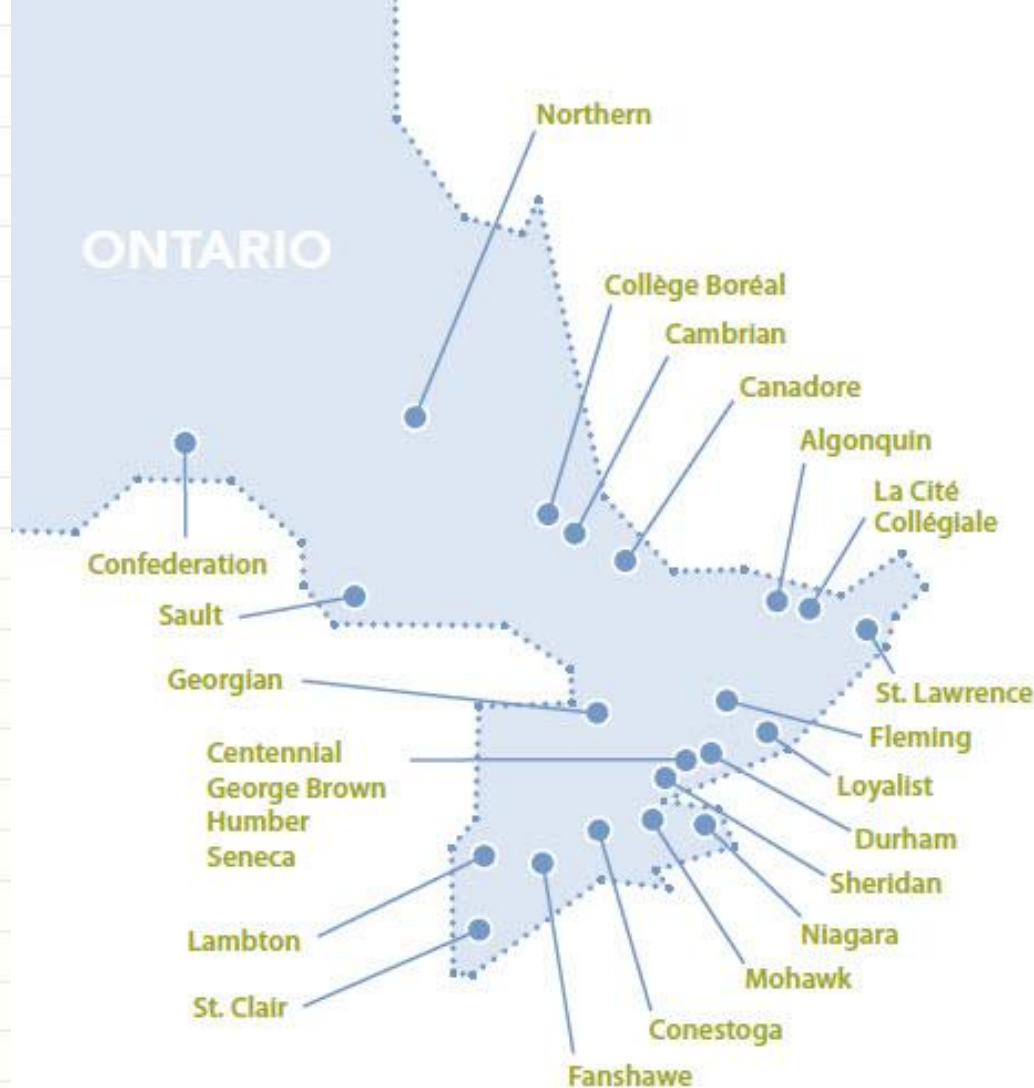 Northern
ONTARIO
Collège Boréal
Cambrian
Canadore
Algonquin
La Cité
Collégiale
Confederation
Sault
Georgian
St. Lawrence
Fleming
Centennial
George Brown
Humber
Seneca
Loyalist
Durham
Sheridan
Lambton
Niagara
Mohawk
St. Clair
Conestoga
Fanshawe